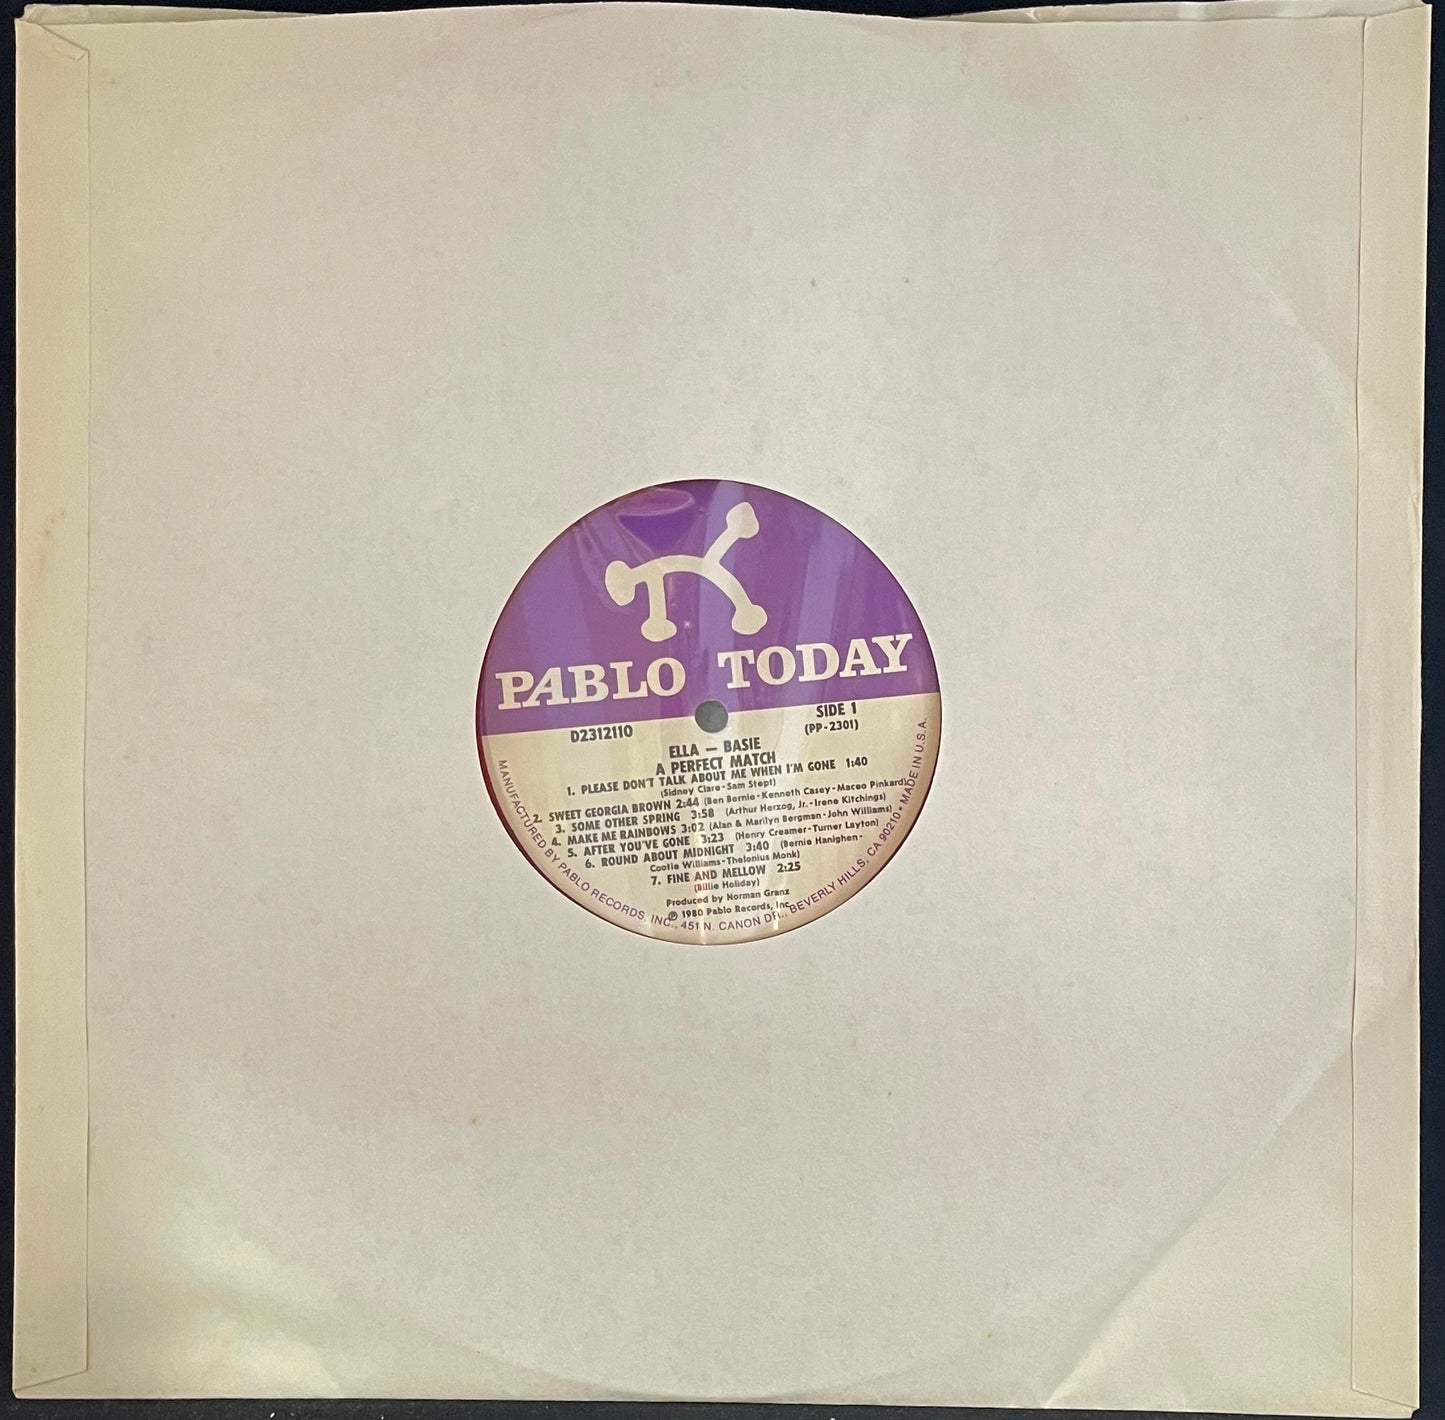 PABLO TODAY
D2312110
SIDE 1
(PP-2301)
ELLA — BASIE
A PERFECT MATCH
1. PLEASE DON'T TALK ABOUT ME WHEN I'M GONE 1:40
(Sidney Clare-Sam Stept)
2. SWEET GEORGIA BROWN 2:44 (Ben Bernie-Kenneth Casey-Maceo Pinkard)
3. SOME OTHER SPRING 3:58 (Arthur Herzog, Jr.-Irene Kitchings)
4. MAKE ME RAINBOWS 3:02 (Alan & Marilyn Bergman-John Williams)
5. AFTER YOU'VE GONE 3:23 (Henry Creamer-Turner Layton)
6. ROUND ABOUT MIDNIGHT 3:40 (Bernie Hanighen-
Cootie Williams-Thelonius Monk)
7. FINE AND MELLOW 2:25
(Billie Holiday)
Produced by Norman Granz
℗ 1980 Pablo Records, Inc.
MANUFACTURED BY PABLO RECORDS, INC., 451 N. CANON DR., BEVERLY HILLS, CA 90210 • MADE IN U.S.A.